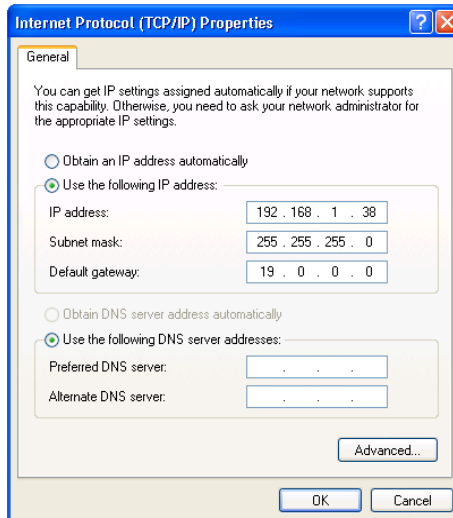 Internet Protocol (TCP/IP) Properties
General
You can get IP settings assigned automatically if your network supports
this capability. Otherwise, you need to ask your network administrator for
the appropriate IP settings.
Obtain an IP address automatically
Use the following IP address:
IP address: 192 . 168 . 1 . 38
Subnet mask: 255 . 255 . 255 . 0
Default gateway: 19 . 0 . 0 . 0
Obtain DNS server address automatically
Use the following DNS server addresses:
Preferred DNS server: . . .
Alternate DNS server: . . .
Advanced...
OK Cancel